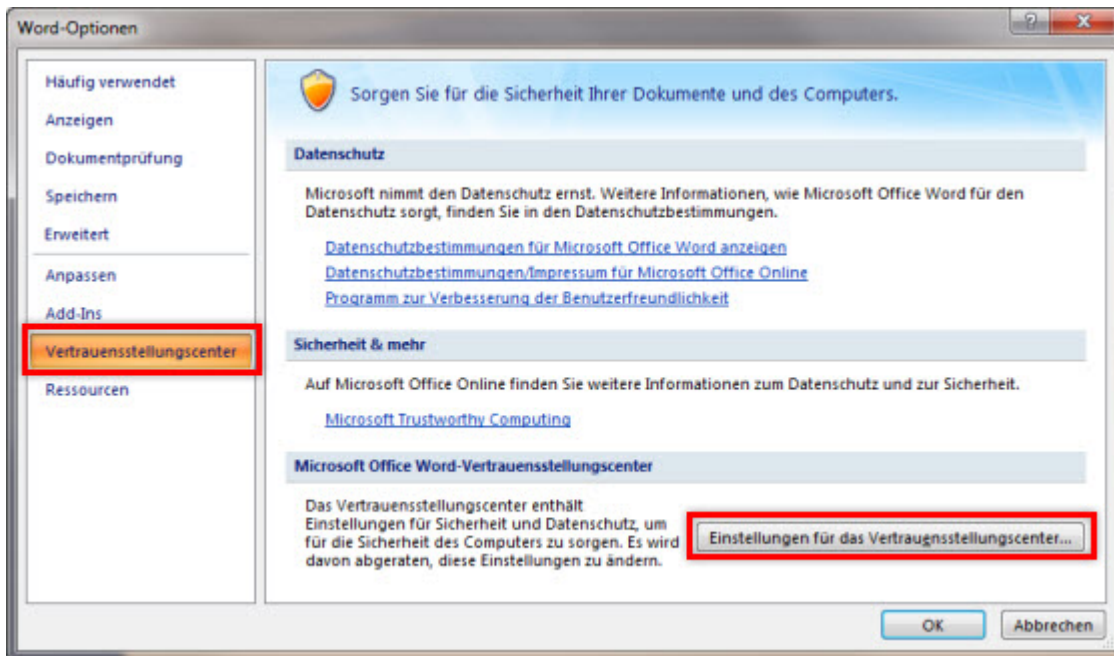 Word-Optionen
Häufig verwendet
Anzeigen
Dokumentprüfung
Speichern
Erweitert
Anpassen
Add-Ins
Vertrauensstellungscenter
Ressourcen
Sorgen Sie für die Sicherheit Ihrer Dokumente und des Computers.
Datenschutz
Microsoft nimmt den Datenschutz ernst. Weitere Informationen, wie Microsoft Office Word für den
Datenschutz sorgt, finden Sie in den Datenschutzbestimmungen.
Datenschutzbestimmungen für Microsoft Office Word anzeigen
Datenschutzbestimmungen/Impressum für Microsoft Office Online
Programm zur Verbesserung der Benutzerfreundlichkeit
Sicherheit & mehr
Auf Microsoft Office Online finden Sie weitere Informationen zum Datenschutz und zur Sicherheit.
Microsoft Trustworthy Computing
Microsoft Office Word-Vertrauensstellungscenter
Das Vertrauensstellungscenter enthält
Einstellungen für Sicherheit und Datenschutz, um
für die Sicherheit des Computers zu sorgen. Es wird
davon abgeraten, diese Einstellungen zu ändern.
Einstellungen für das Vertrauensstellungscenter...
OK
Abbrechen